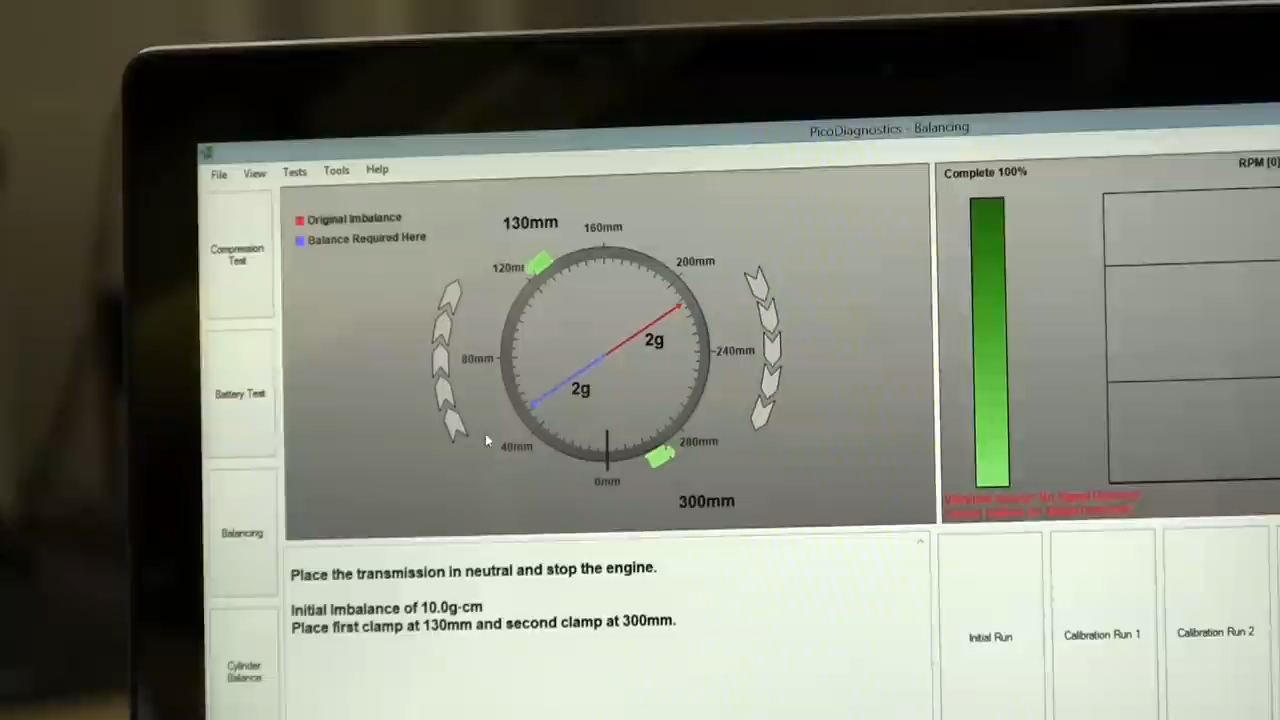 PicoDiagnostics - Balancing
File View Tests Tools Help
Compression
Test
Battery Test
Balancing
Cylinder
Balance
Original Imbalance
Balance Required Here
130mm
160mm
120m
200mm
2g
80mm
240mm
2g
40mm
280mm
0mm
300mm
Complete 100%
RPM [0]
Place the transmission in neutral and stop the engine.
Initial Imbalance of 10.0g-cm
Place first clamp at 130mm and second clamp at 300mm.
Initial Run
Calibration Run 1
Calibration Run 2